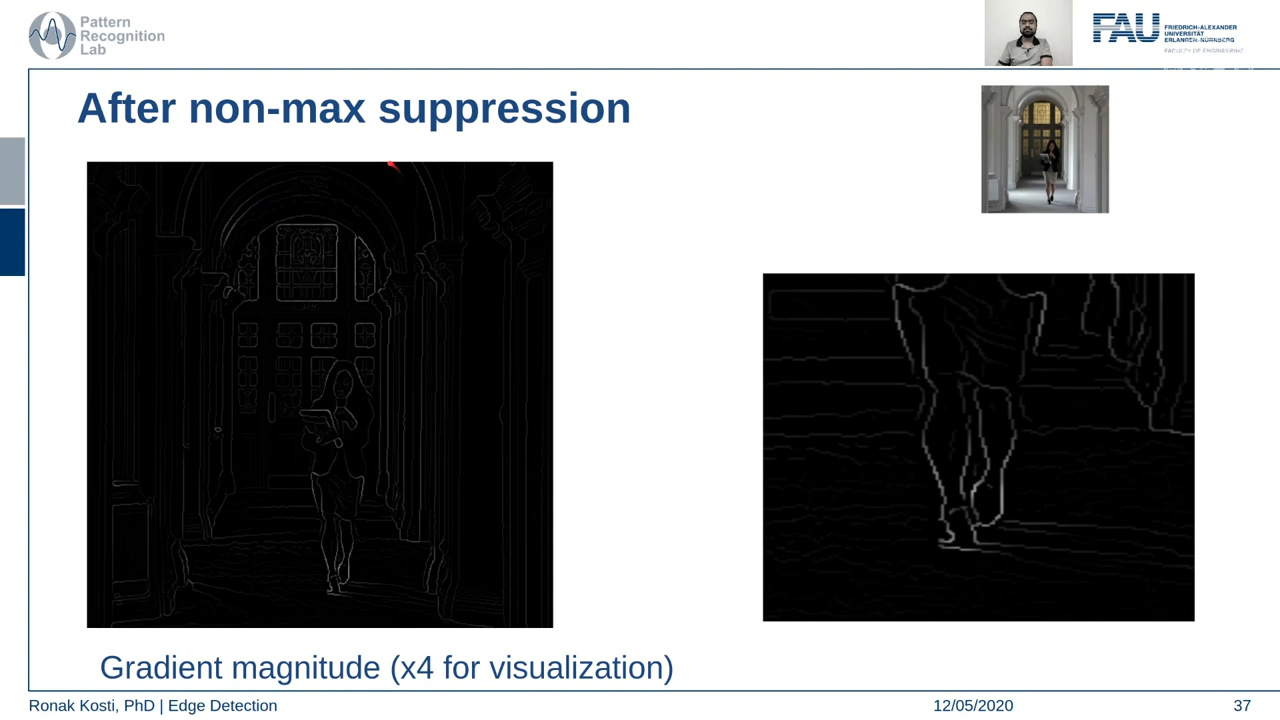 Pattern
Recognition
Lab
FAU
FRIEDRICH-ALEXANDER
UNIVERSITÄT
ERLANGEN-NÜRNBERG
FACULTY OF ENGINEERING
After non-max suppression
Gradient magnitude (x4 for visualization)
Ronak Kosti, PhD | Edge Detection
12/05/2020
37